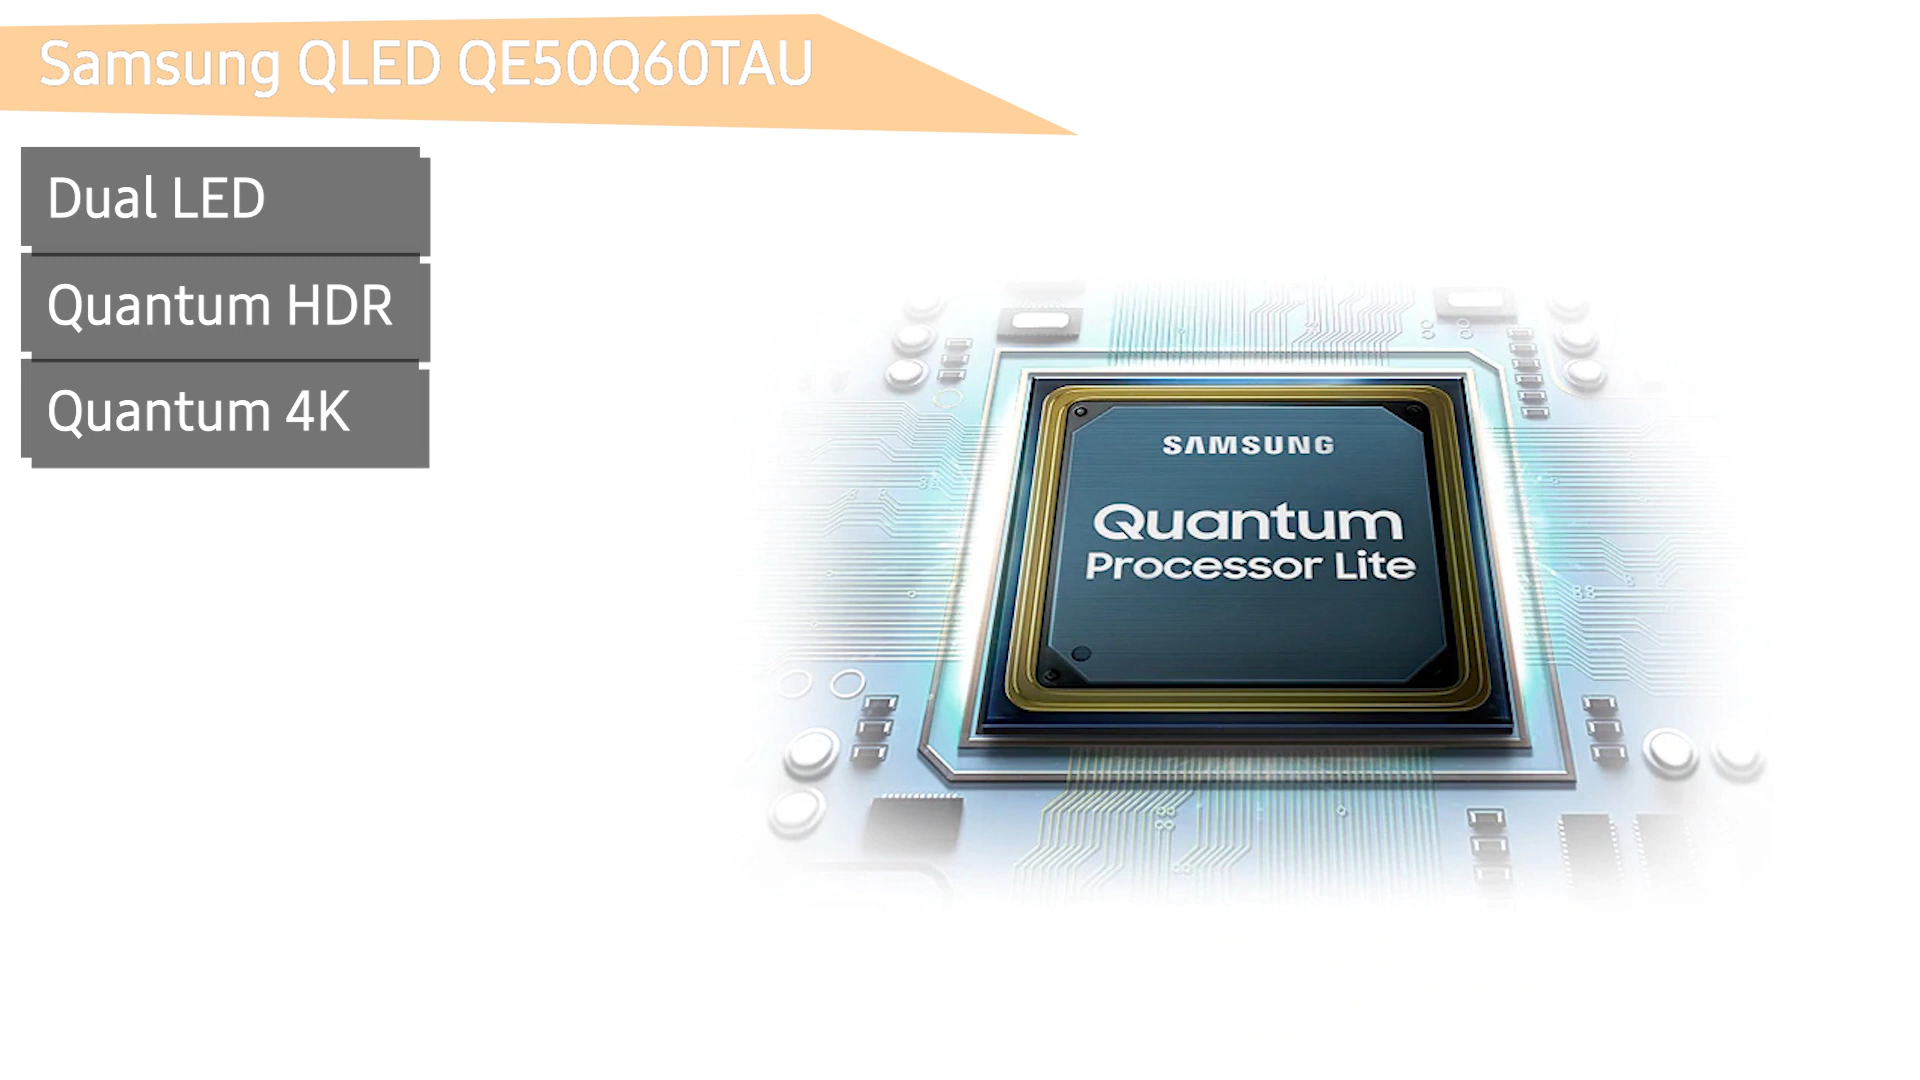 Samsung QLED QE50Q60TAU
Dual LED
Quantum HDR
Quantum 4K
SAMSUNG
Quantum
Processor Lite